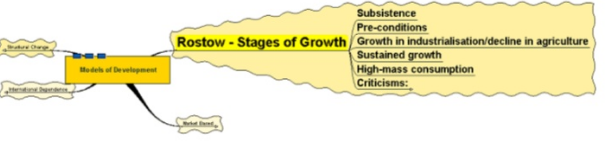 Structural Change
Models of Development
International Dependence
Market Based
Rostow - Stages of Growth
Subsistence
Pre-conditions
Growth in industrialisation/decline in agriculture
Sustained growth
High-mass consumption
Criticisms: